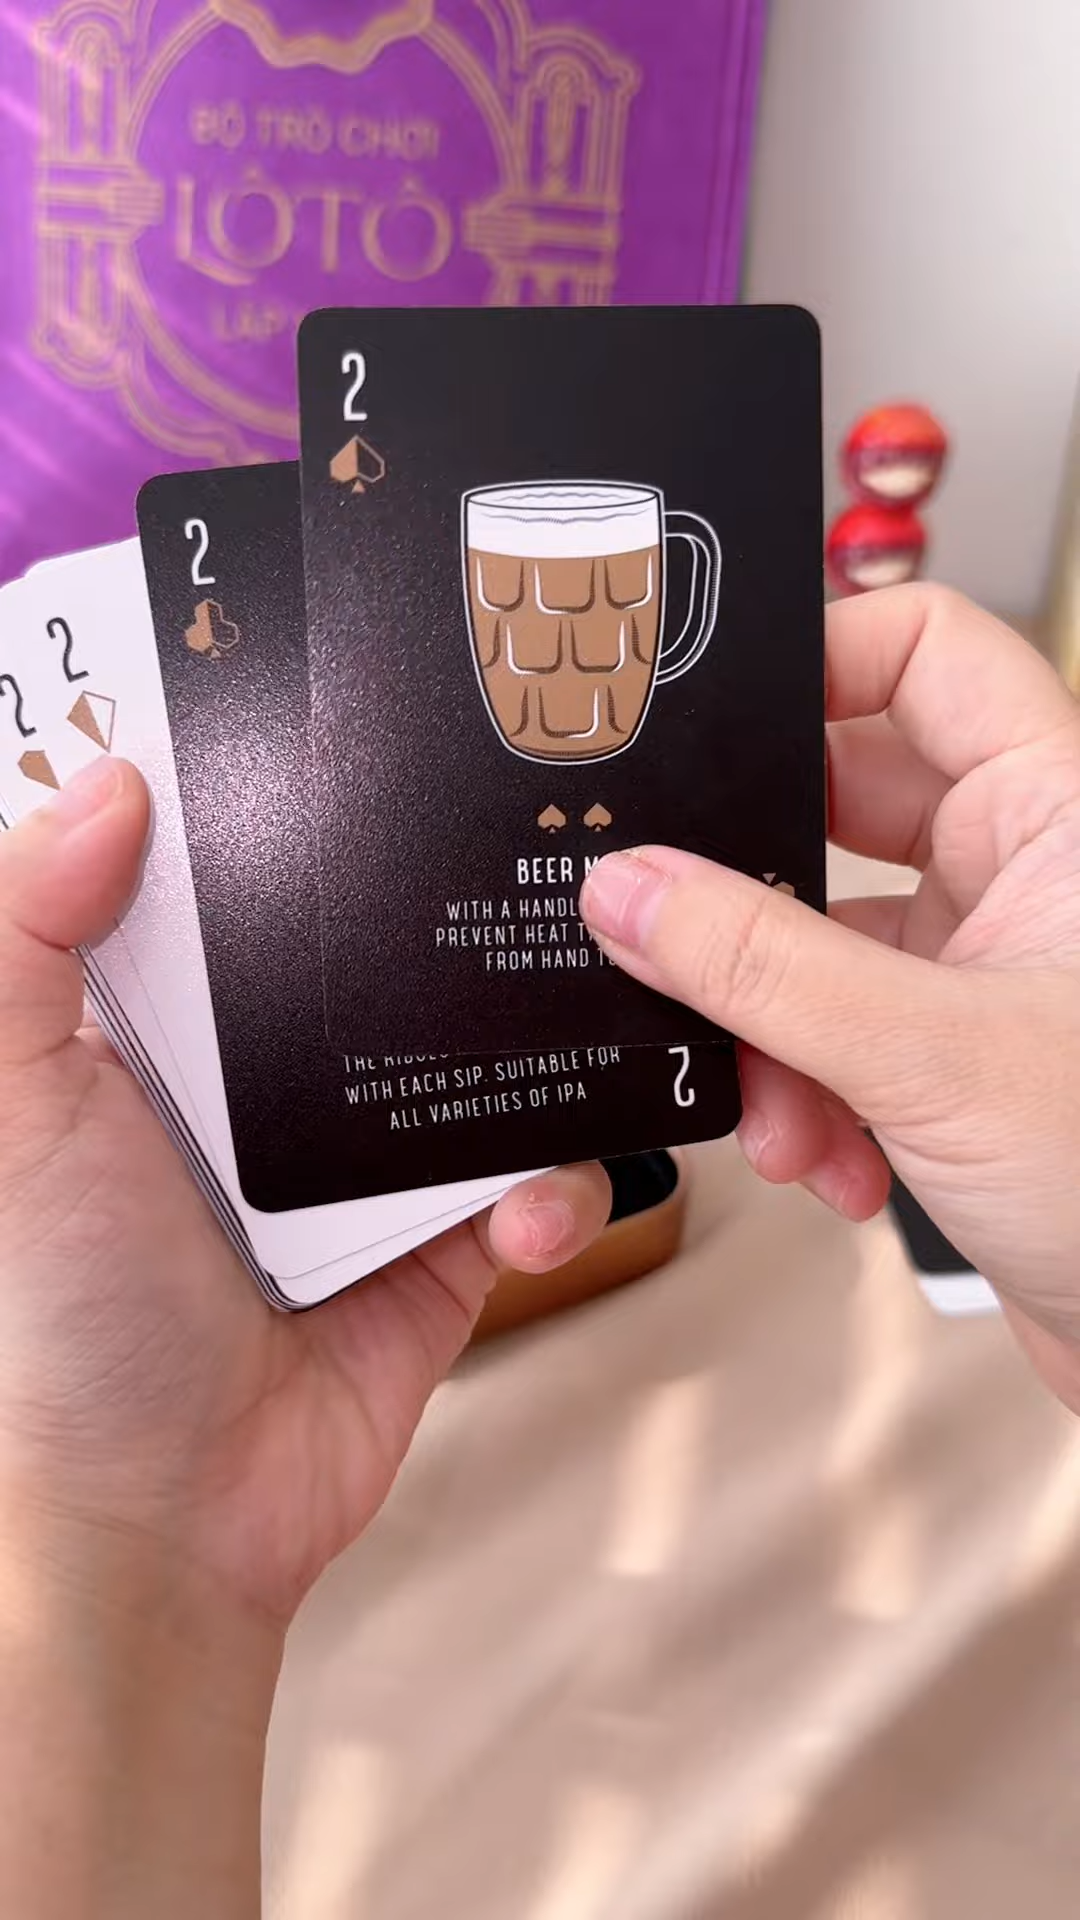 BỘ TRÒ CHƠI
LÔTÔ
2
2
2
2
BEER
WITH A
PREVENT HEAT
FROM HAND
WITH EACH SIP. SUITABLE FOR
ALL VARIETIES OF IPA
2